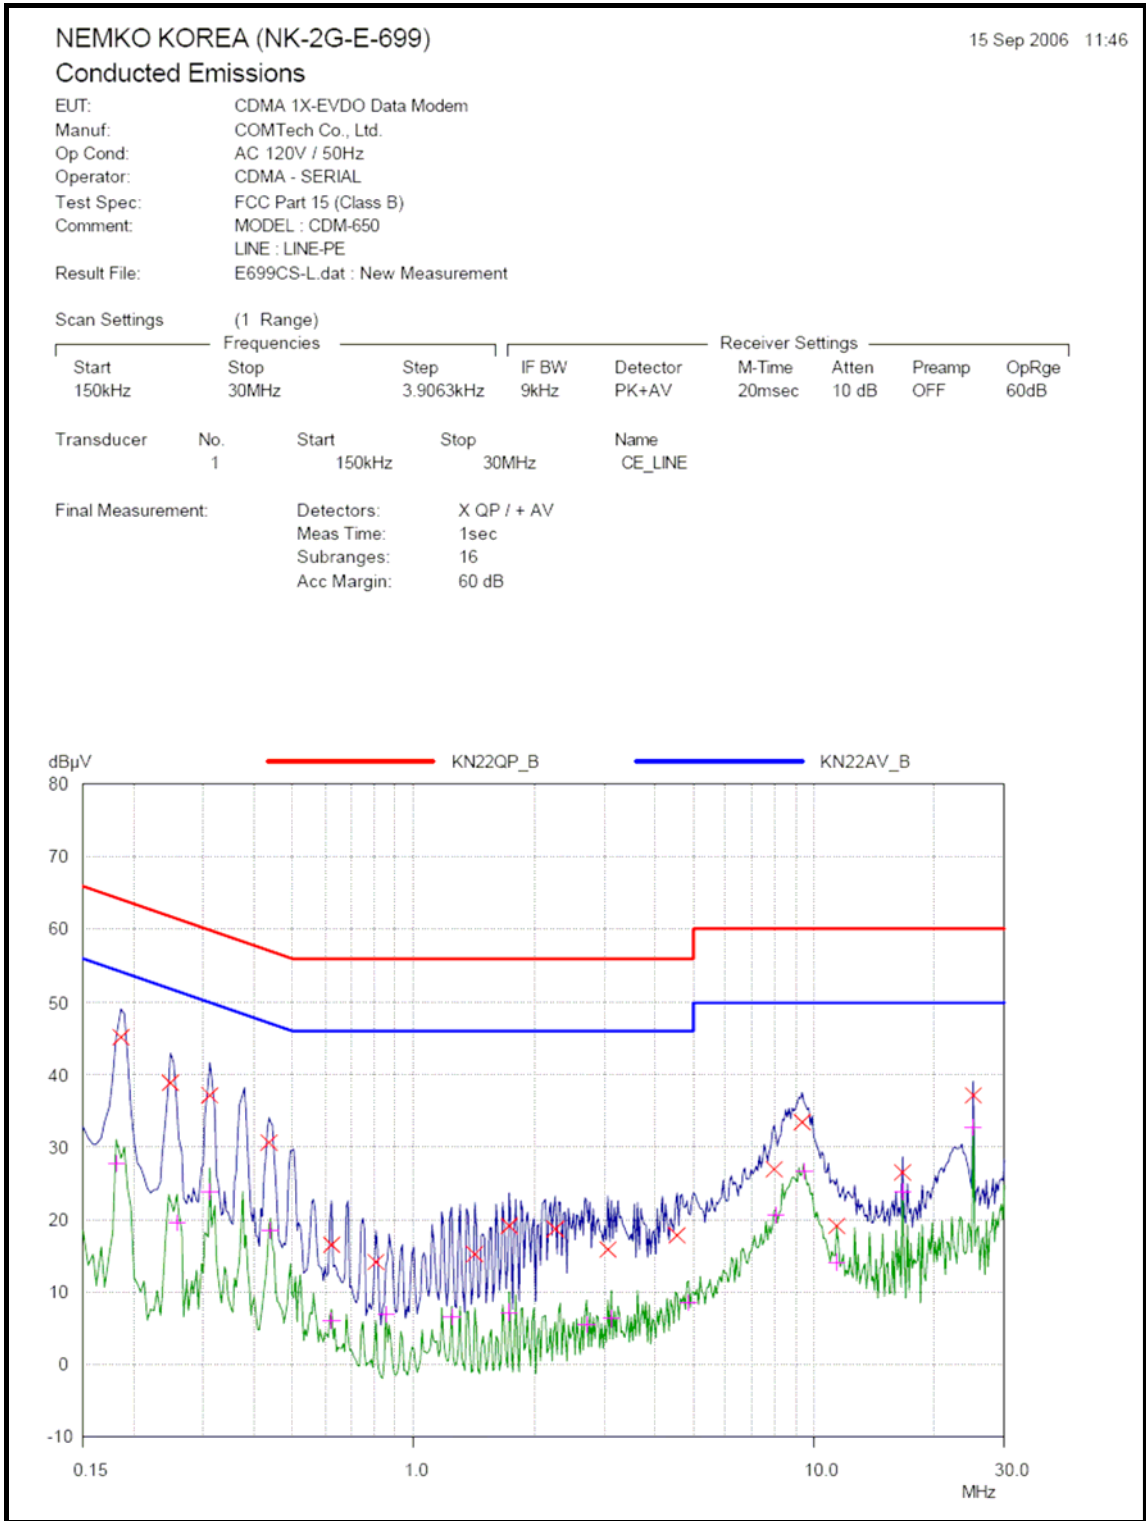 NEMKO KOREA (NK-2G-E-699) 15 Sep 2006 11:46
Conducted Emissions
EUT: CDMA 1X-EVDO Data Modem
Manuf: COMTech Co., Ltd.
Op Cond: AC 120V / 50Hz
Operator: CDMA - SERIAL
Test Spec: FCC Part 15 (Class B)
Comment: MODEL : CDM-650
LINE : LINE-PE
Result File: E699CS-L.dat : New Measurement
Scan Settings (1 Range)
Frequencies Receiver Settings
Start Stop Step IF BW Detector M-Time Atten Preamp OpRge
150kHz 30MHz 3.9063kHz 9kHz PK+AV 20msec 10 dB OFF 60dB
Transducer No. Start Stop Name
1 150kHz 30MHz CE_LINE
Final Measurement: Detectors: X QP / + AV
Meas Time: 1sec
Subranges: 16
Acc Margin: 60 dB
dBµV KN22QP_B KN22AV_B
80
70
60
50
40
30
20
10
0
-10
0.15 1.0 10.0 30.0
MHz